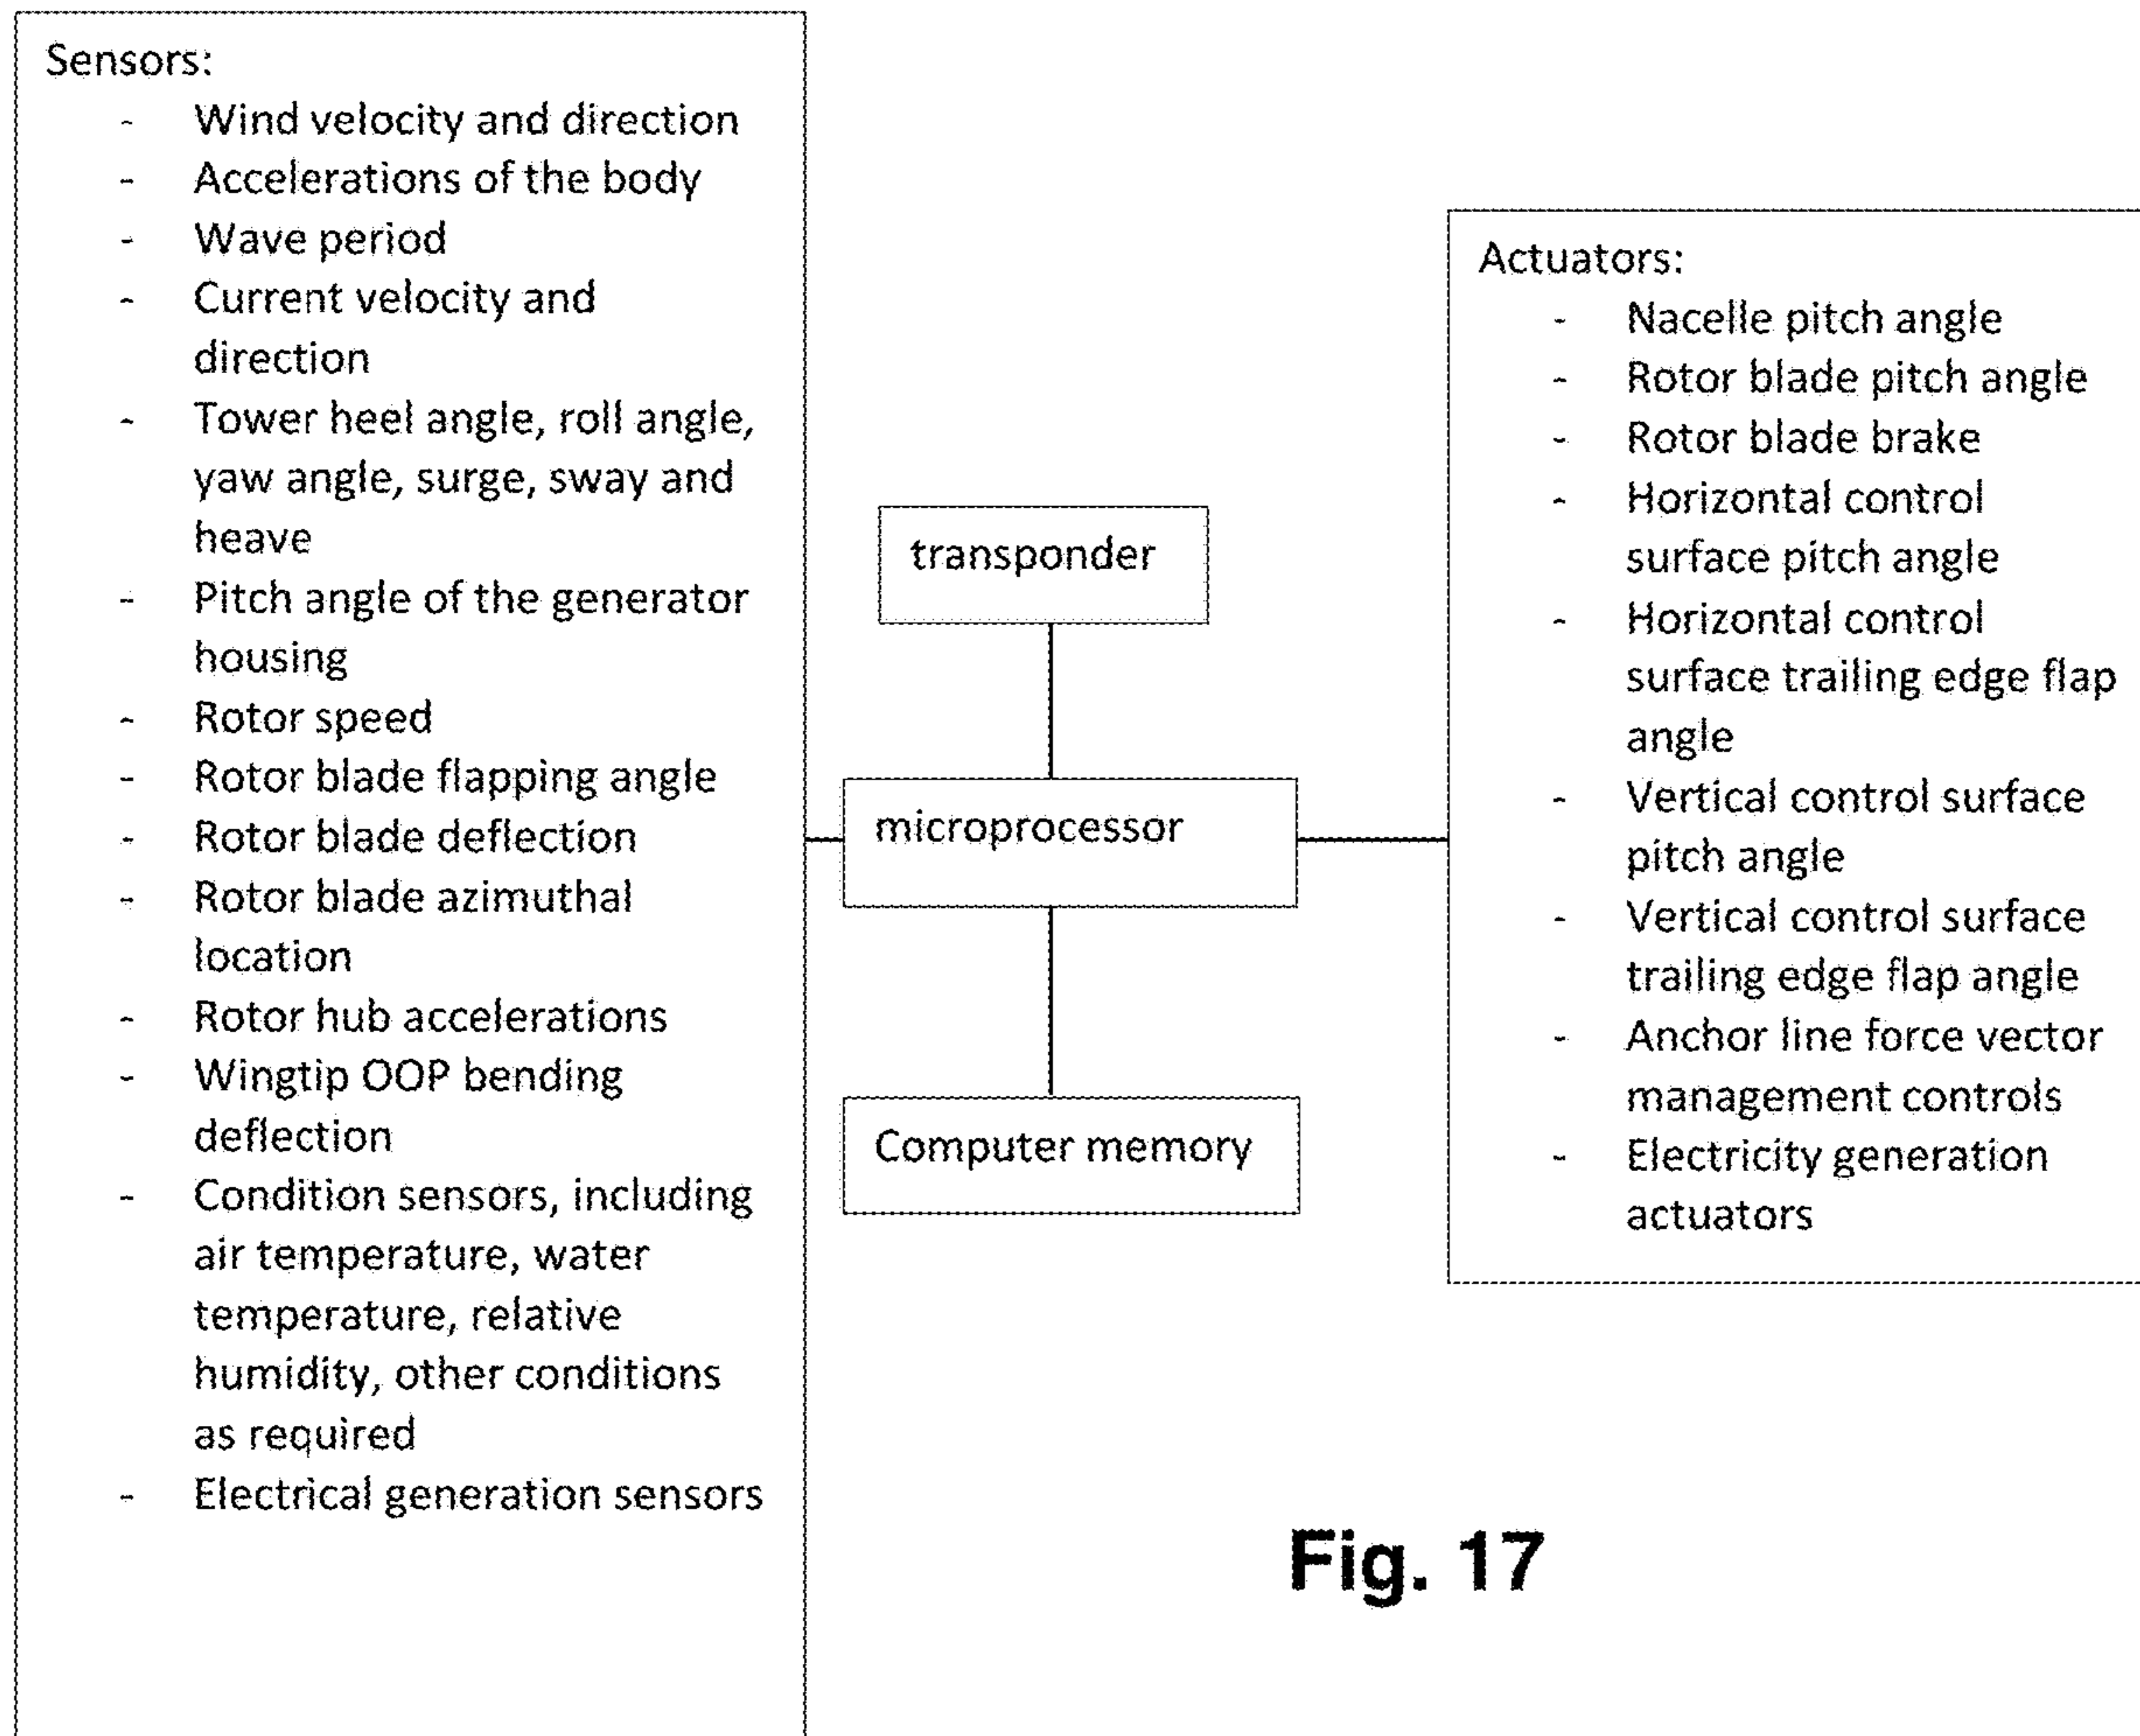 Sensors:
- Wind velocity and direction
- Accelerations of the body
- Wave period
- Current velocity and
direction
- Tower heel angle, roll angle,
yaw angle, surge, sway and
heave
- Pitch angle of the generator
housing
- Rotor speed
- Rotor blade flapping angle
- Rotor blade deflection
- Rotor blade azimuthal
location
- Rotor hub accelerations
- Wingtip OOP bending
deflection
- Condition sensors, including
air temperature, water
temperature, relative
humidity, other conditions
as required
- Electrical generation sensors
transponder
microprocessor
Computer memory
Actuators:
- Nacelle pitch angle
- Rotor blade pitch angle
- Rotor blade brake
- Horizontal control
surface pitch angle
- Horizontal control
surface trailing edge flap
angle
- Vertical control surface
pitch angle
- Vertical control surface
trailing edge flap angle
- Anchor line force vector
management controls
- Electricity generation
actuators
Fig. 17